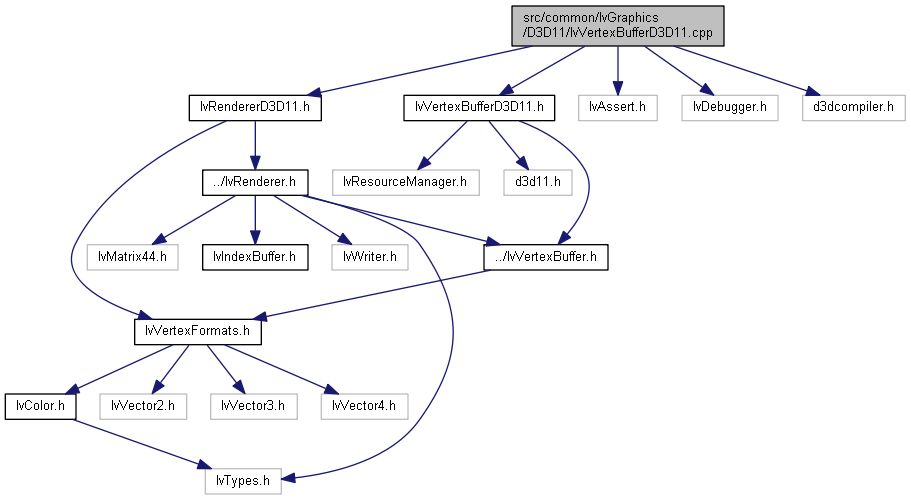 src/common/lvGraphics
/D3D11/lvVertexBufferD3D11.cpp
lvRendererD3D11.h
lvVertexBufferD3D11.h
lvAssert.h
lvDebugger.h
d3dcompiler.h
../lvRenderer.h
lvResourceManager.h
d3d11.h
lvMatrix44.h
lvIndexBuffer.h
lvWriter.h
../lvVertexBuffer.h
lvVertexFormats.h
lvColor.h
lvVector2.h
lvVector3.h
lvVector4.h
lvTypes.h